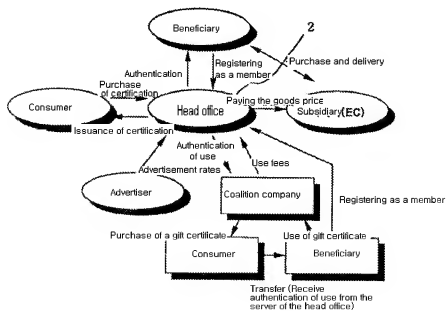 Beneficiary
2
Purchase and delivery
Authentication
Registering
as a member
Purchase
of certification
Paying the goods price
Consumer
Head office
Subsidiary(EC)
Issuance of certification
Authentication
of use
Use fees
Advertisement rates
Advertiser
Coalition company
Registering as a member
Purchase of a gift certificate
Use of gift certificate
Consumer
Beneficiary
Transfer (Receive
authentication of use from the
server of the head office)